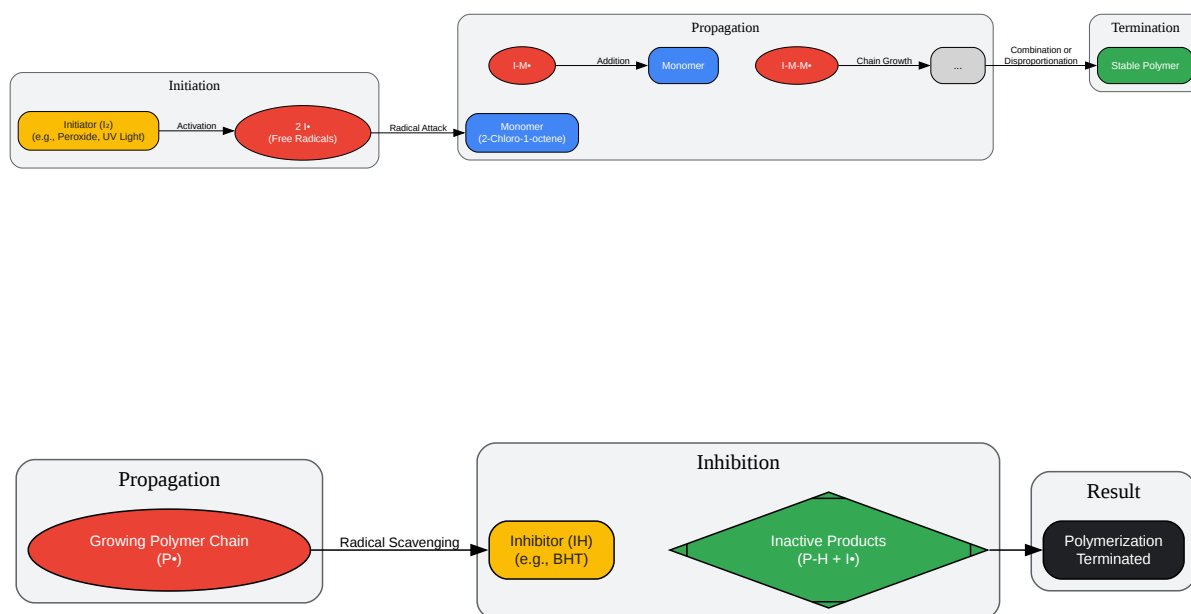 Propagation
Termination
Initiation
I-M•
Addition
Monomer
I-M-M•
Chain Growth
...
Combination or
Disproportionation
Stable Polymer
Initiator (I₂)
(e.g., Peroxide, UV Light)
Activation
2 I•
(Free Radicals)
Radical Attack
Monomer
(2-Chloro-1-octene)
Propagation
Growing Polymer Chain
(P•)
Radical Scavenging
Inhibition
Inhibitor (IH)
(e.g., BHT)
Inactive Products
(P-H + I•)
Result
Polymerization
Terminated